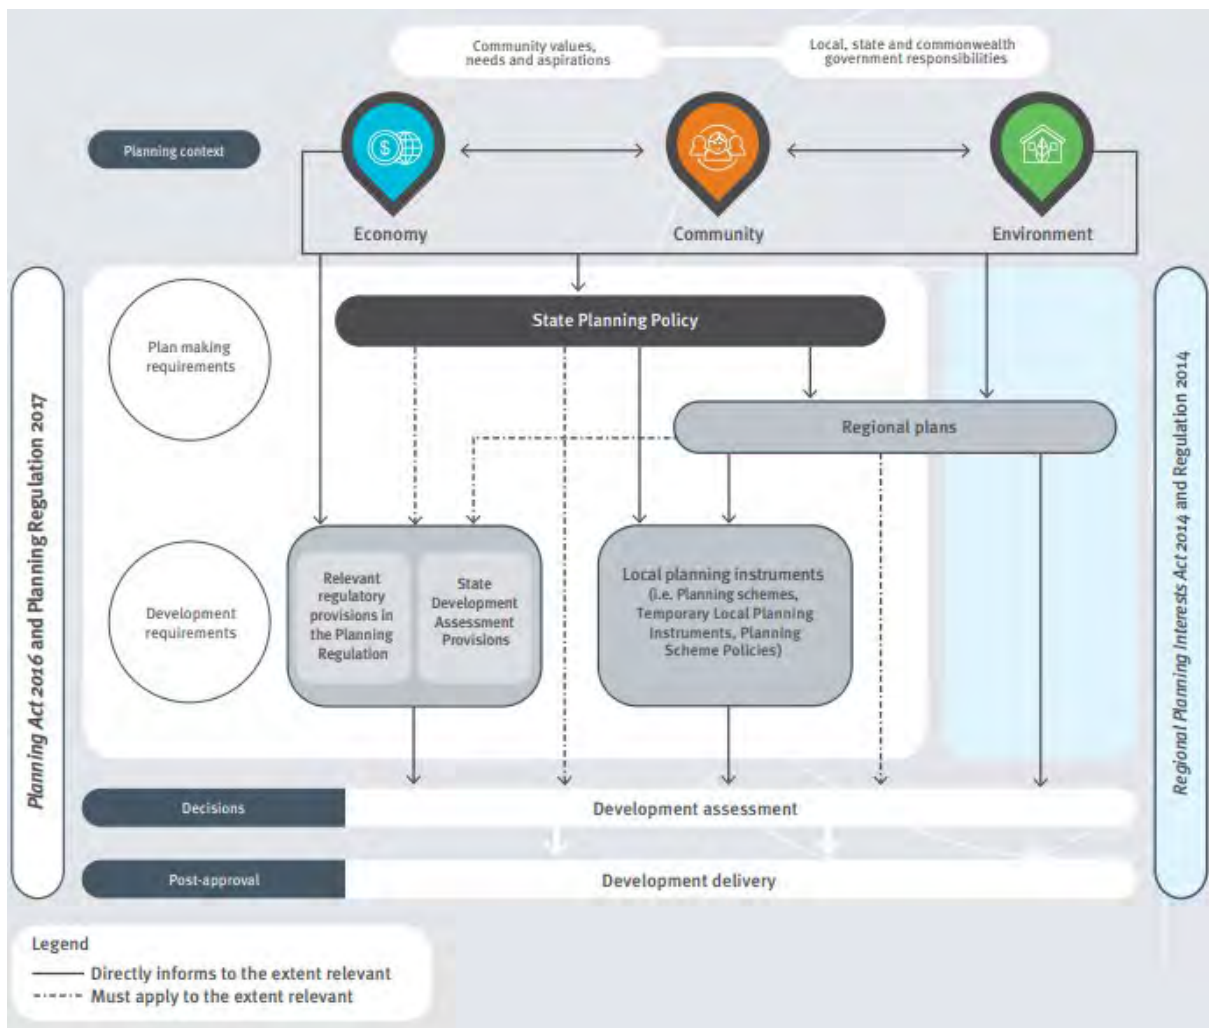 Community values,
needs and aspirations
Local, state and commonwealth
government responsibilities
Planning context
$
Economy
Community
Environment
Planning Act 2016 and Planning Regulation 2017
Regional Planning Interests Act 2014 and Regulation 2014
Plan making
requirements
State Planning Policy
Regional plans
Development
requirements
Relevant
regulatory
provisions in
the Planning
Regulation
State
Development
Assessment
Provisions
Local planning instruments
(i.e. Planning schemes,
Temporary Local Planning
Instruments, Planning
Scheme Policies)
Decisions
Development assessment
Post-approval
Development delivery
Legend
Directly informs to the extent relevant
Must apply to the extent relevant